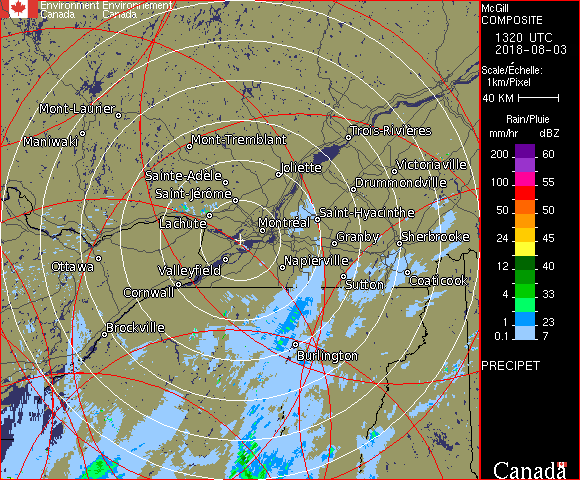 Environment Environnement
Canada Canada
McGill
COMPOSITE
1320 UTC
2018-08-03
Scale/Échelle:
1km/Pixel
40 KM
Rain/Pluie
mm/hr dBZ
200 60
100 55
50 50
24 45
12 40
4 33
1 23
0.1 7
PRECIPET
Canada
Mont-Laurier
Maniwaki
Mont-Tremblant
Trois-Rivières
Joliette
Victoriaville
Sainte-Adèle
Drummondville
Saint-Jérôme
Saint-Hyacinthe
Lachute
Montréal
Granby
Sherbrooke
Ottawa
Valleyfield
Napierville
Cornwall
Sutton
Coaticook
Brockville
Burlington